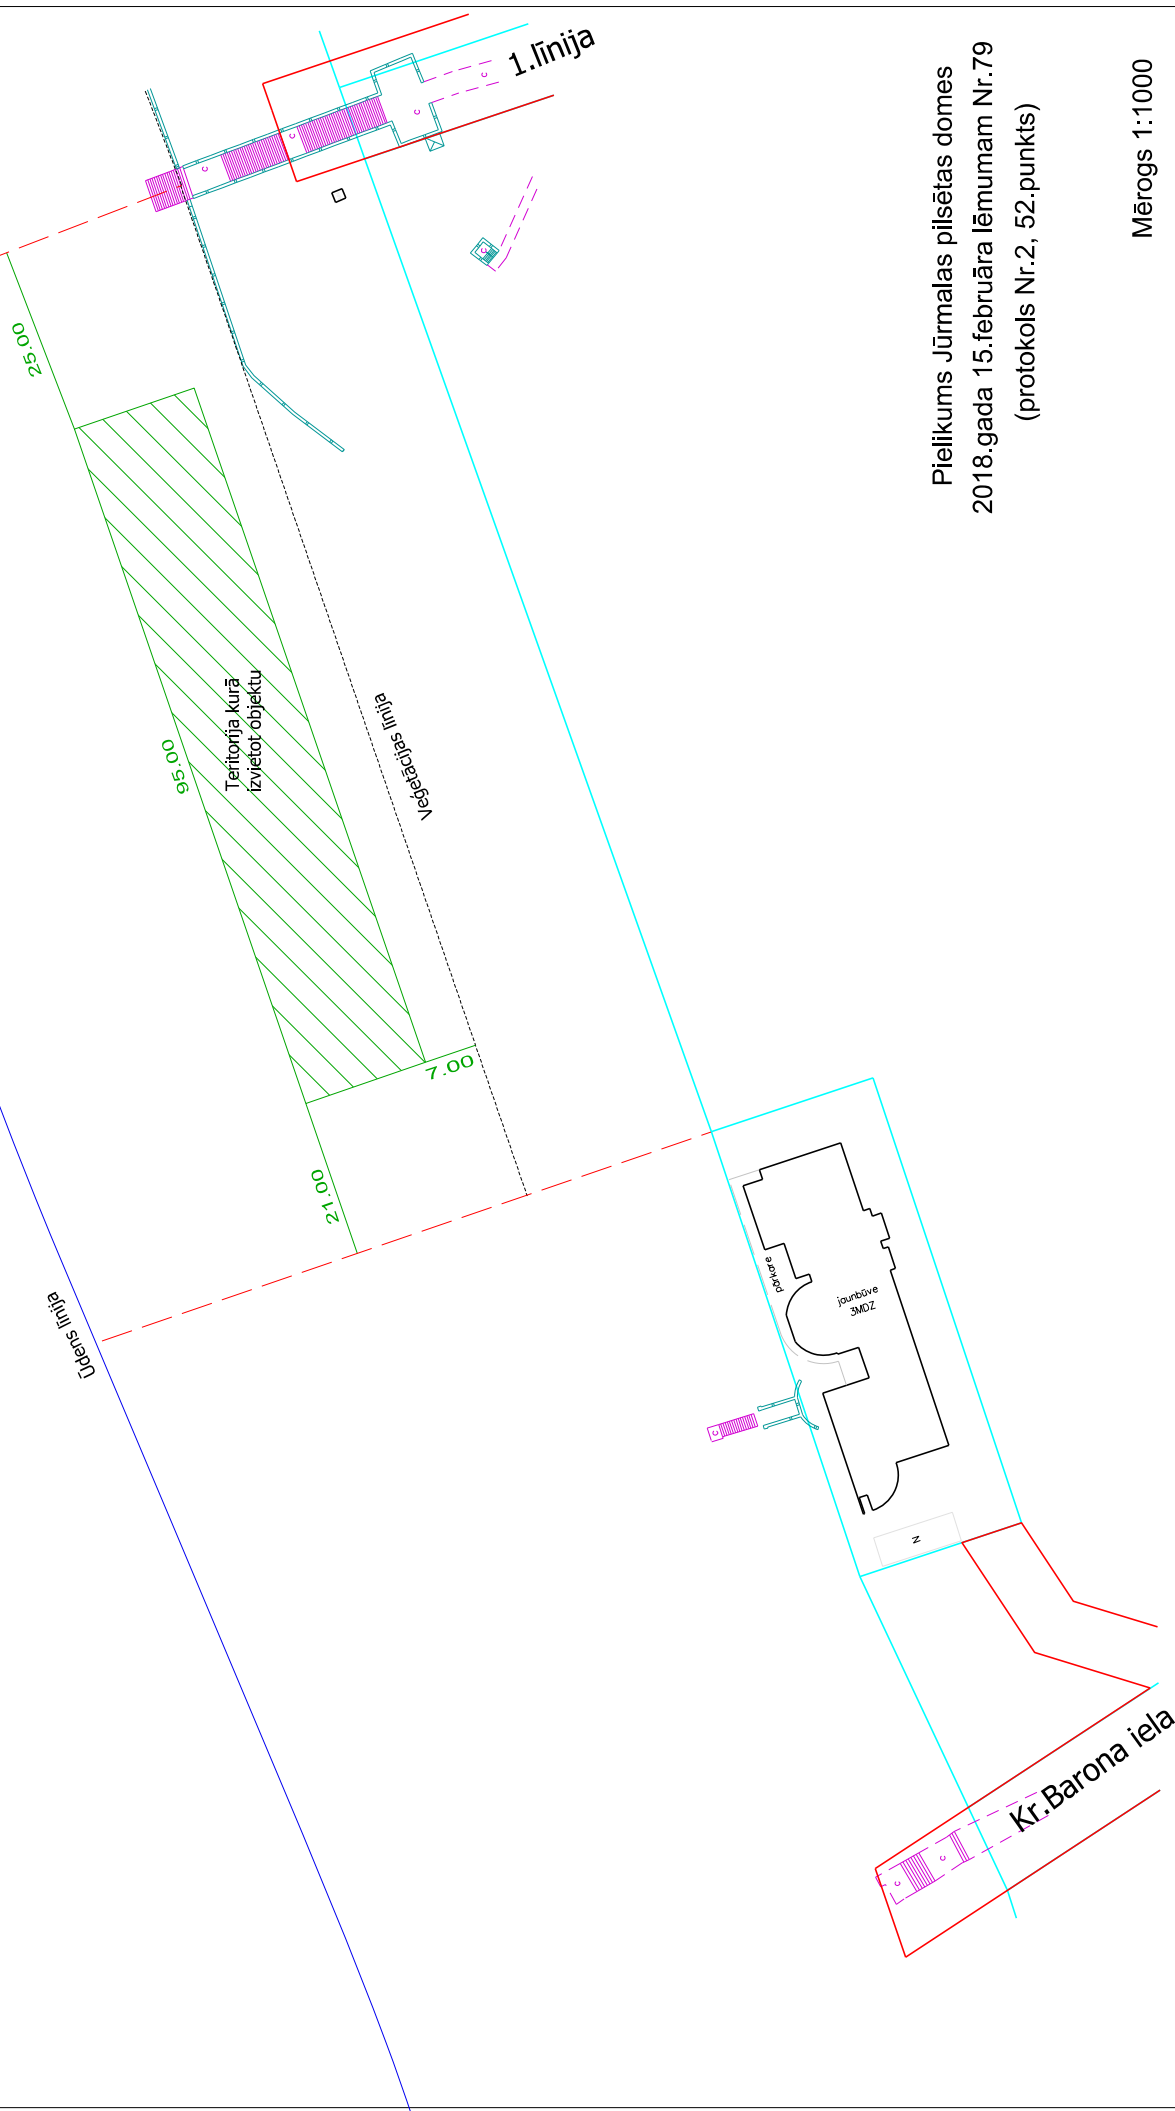 Pielikums Jūrmalas pilsētas domes
2018.gada 15.februāra lēmumam Nr.79
(protokols Nr.2, 52.punkts)
Mērogs 1:1000
1.līnija
c
c
c
c
c
25.00
95.00
Teritorija kurā
izvietot objektu
Veģetācijas līnija
7.00
21.00
Ūdens līnija
pārkare
jaunbūve
3MDZ
c
N
Kr.Barona iela
c
c